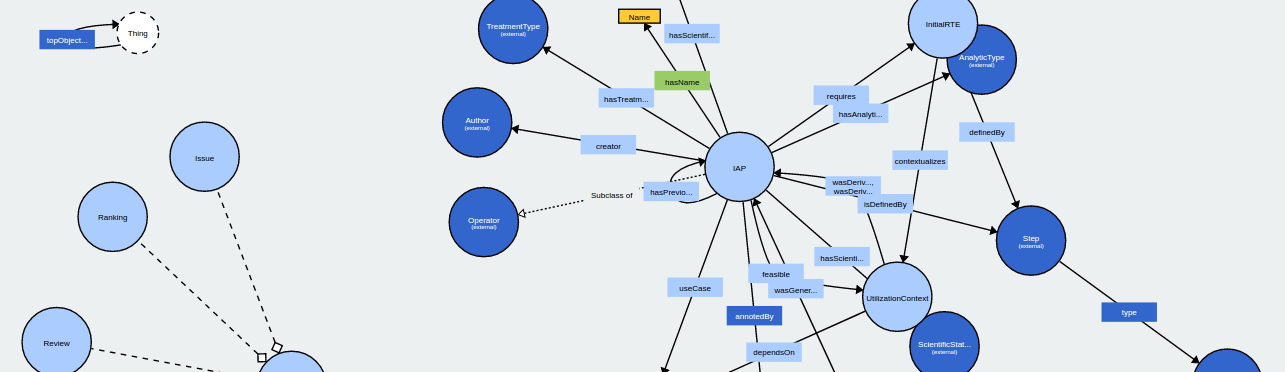 Name
InitialRTE
TreatmentType
(external)
hasScientif...
Thing
topObject...
AnalyticType
(external)
hasName
requires
hasTreatm...
hasAnalyti...
Author
(external)
definedBy
creator
Issue
contextualizes
IAP
wasDeriv...,
wasDeriv...
hasPrevio...
Subclass of
isDefinedBy
Ranking
Operator
(external)
Step
(external)
hasScienti...
feasible
useCase
wasGener...
UtilizationContext
type
annotedBy
Review
ScientificStat...
(external)
dependsOn